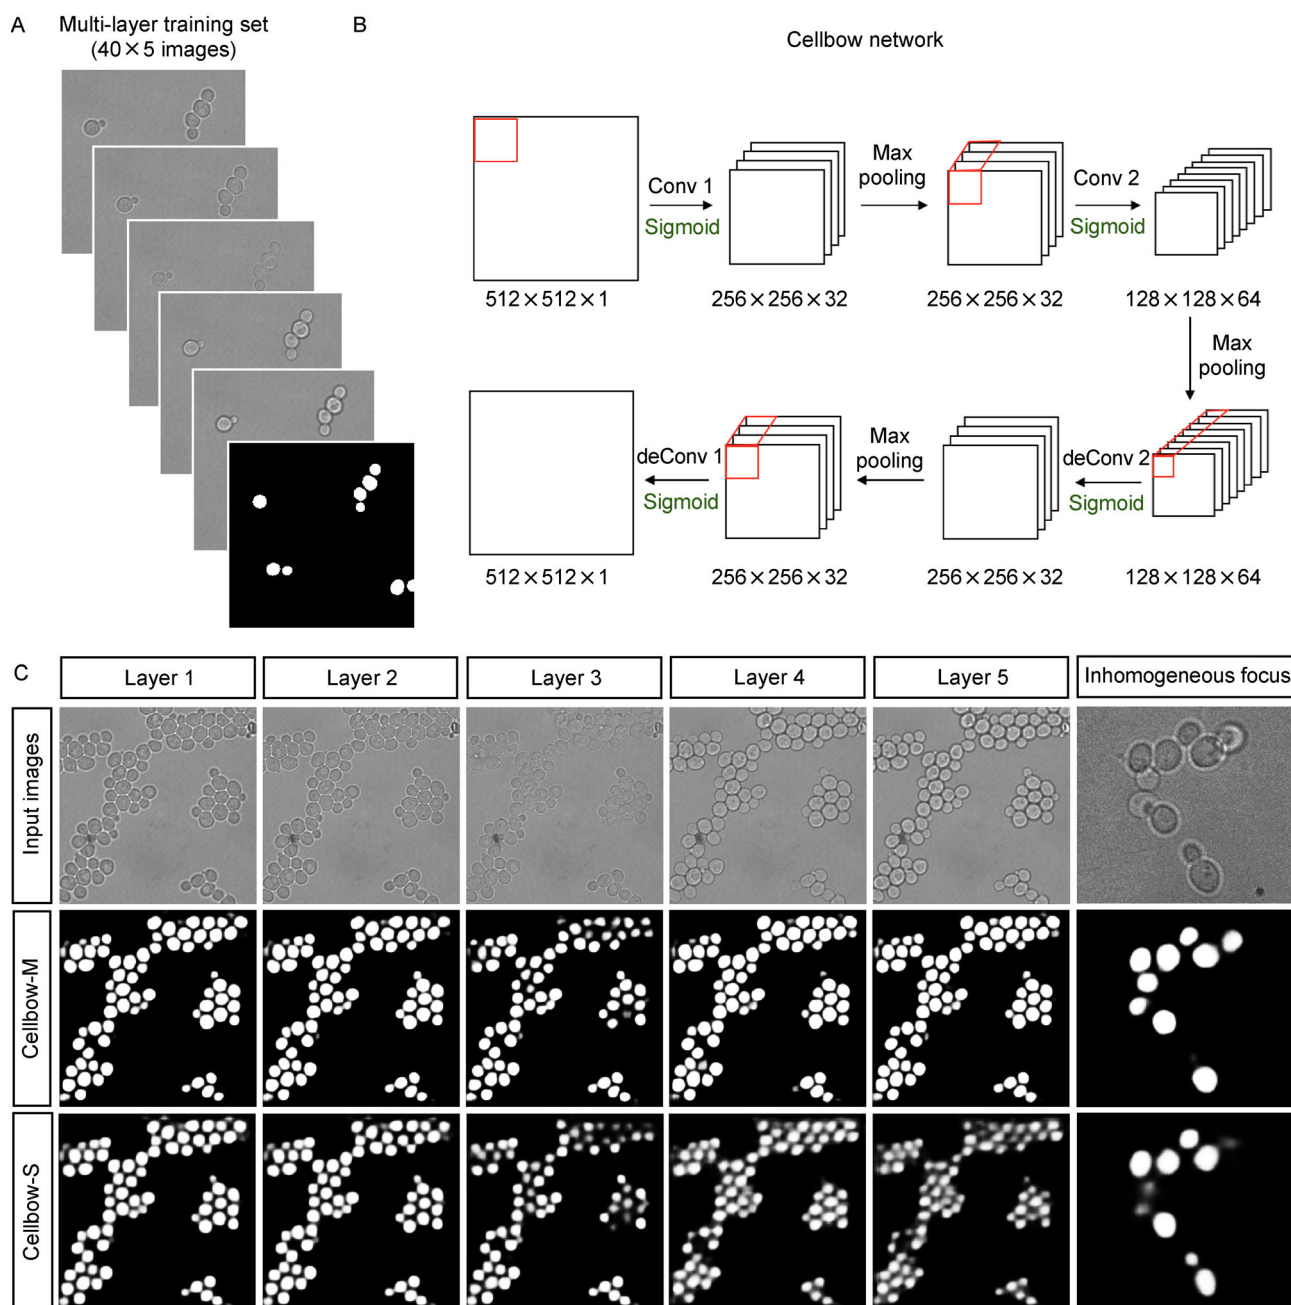 A
Multi-layer training set
(40×5 images)
B
Cellbow network
Conv 1
Sigmoid
Max
pooling
Conv 2
Sigmoid
512×512×1
256×256×32
256×256×32
128×128×64
Max
pooling
deConv 1
Sigmoid
Max
pooling
deConv 2
Sigmoid
512×512×1
256×256×32
256×256×32
128×128×64
C
Layer 1
Layer 2
Layer 3
Layer 4
Layer 5
Inhomogeneous focus
Input images
Cellbow-M
Cellbow-S